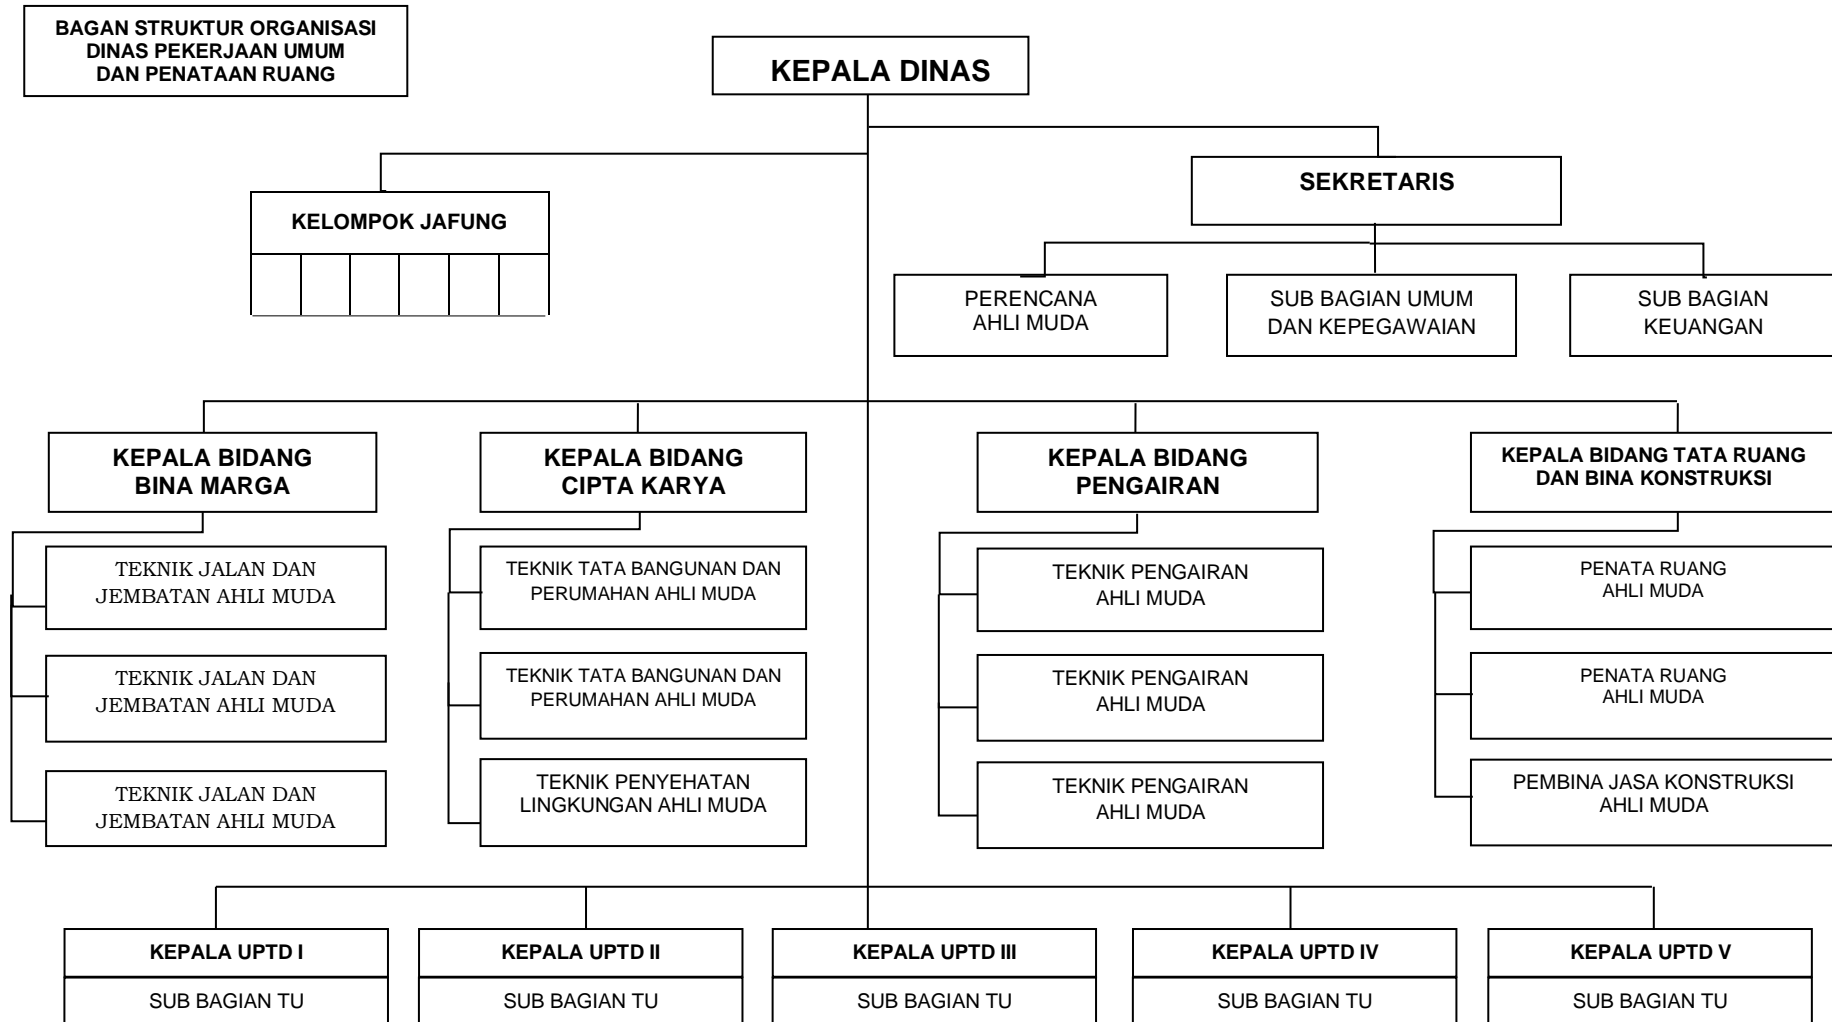 BAGAN STRUKTUR ORGANISASI
DINAS PEKERJAAN UMUM
DAN PENATAAN RUANG
KEPALA DINAS
KELOMPOK JAFUNG
SEKRETARIS
PERENCANA
AHLI MUDA
SUB BAGIAN UMUM
DAN KEPEGAWAIAN
SUB BAGIAN
KEUANGAN
KEPALA BIDANG
BINA MARGA
KEPALA BIDANG
CIPTA KARYA
KEPALA BIDANG
PENGAIRAN
KEPALA BIDANG TATA RUANG
DAN BINA KONSTRUKSI
TEKNIK JALAN DAN
JEMBATAN AHLI MUDA
TEKNIK TATA BANGUNAN DAN
PERUMAHAN AHLI MUDA
TEKNIK PENGAIRAN
AHLI MUDA
PENATA RUANG
AHLI MUDA
TEKNIK JALAN DAN
JEMBATAN AHLI MUDA
TEKNIK TATA BANGUNAN DAN
PERUMAHAN AHLI MUDA
TEKNIK PENGAIRAN
AHLI MUDA
PENATA RUANG
AHLI MUDA
TEKNIK JALAN DAN
JEMBATAN AHLI MUDA
TEKNIK PENYEHATAN
LINGKUNGAN AHLI MUDA
TEKNIK PENGAIRAN
AHLI MUDA
PEMBINA JASA KONSTRUKSI
AHLI MUDA
KEPALA UPTD I
SUB BAGIAN TU
KEPALA UPTD II
SUB BAGIAN TU
KEPALA UPTD III
SUB BAGIAN TU
KEPALA UPTD IV
SUB BAGIAN TU
KEPALA UPTD V
SUB BAGIAN TU